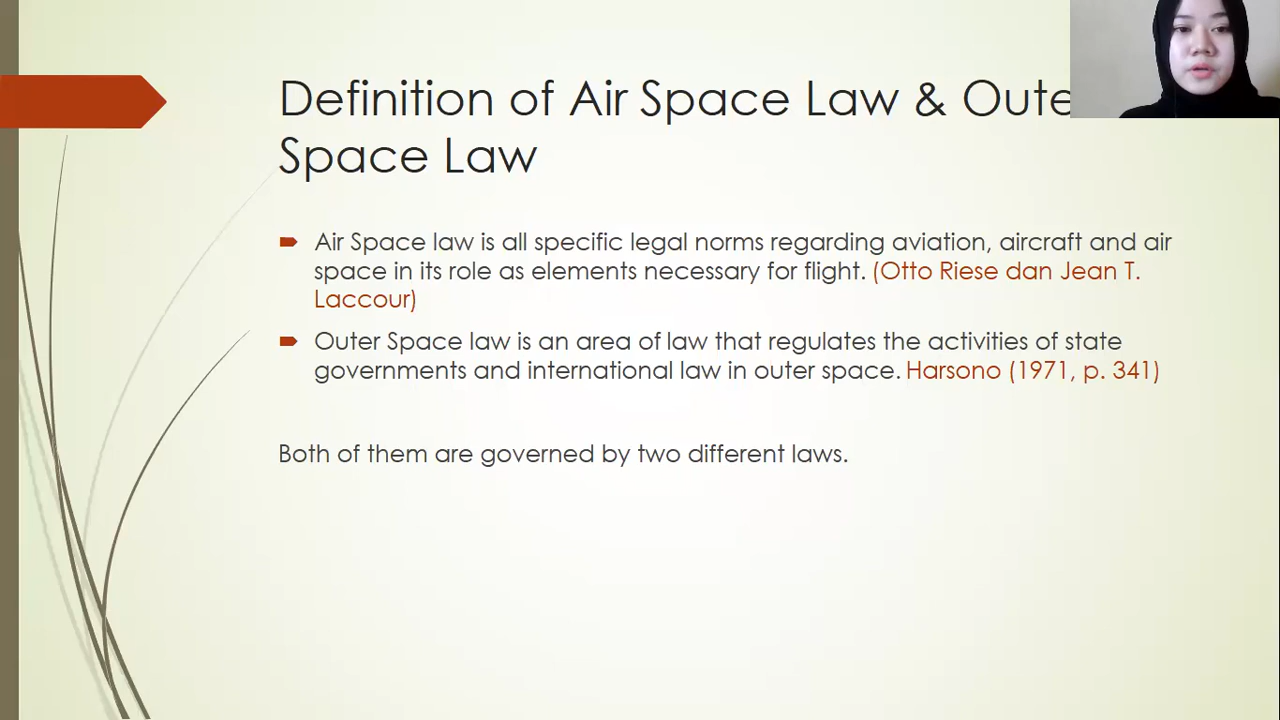 Definition of Air Space Law & Oute
Space Law
Air Space law is all specific legal norms regarding aviation, aircraft and air
space in its role as elements necessary for flight. (Otto Riese dan Jean T.
Laccour)
Outer Space law is an area of law that regulates the activities of state
governments and international law in outer space. Harsono (1971, p. 341)
Both of them are governed by two different laws.